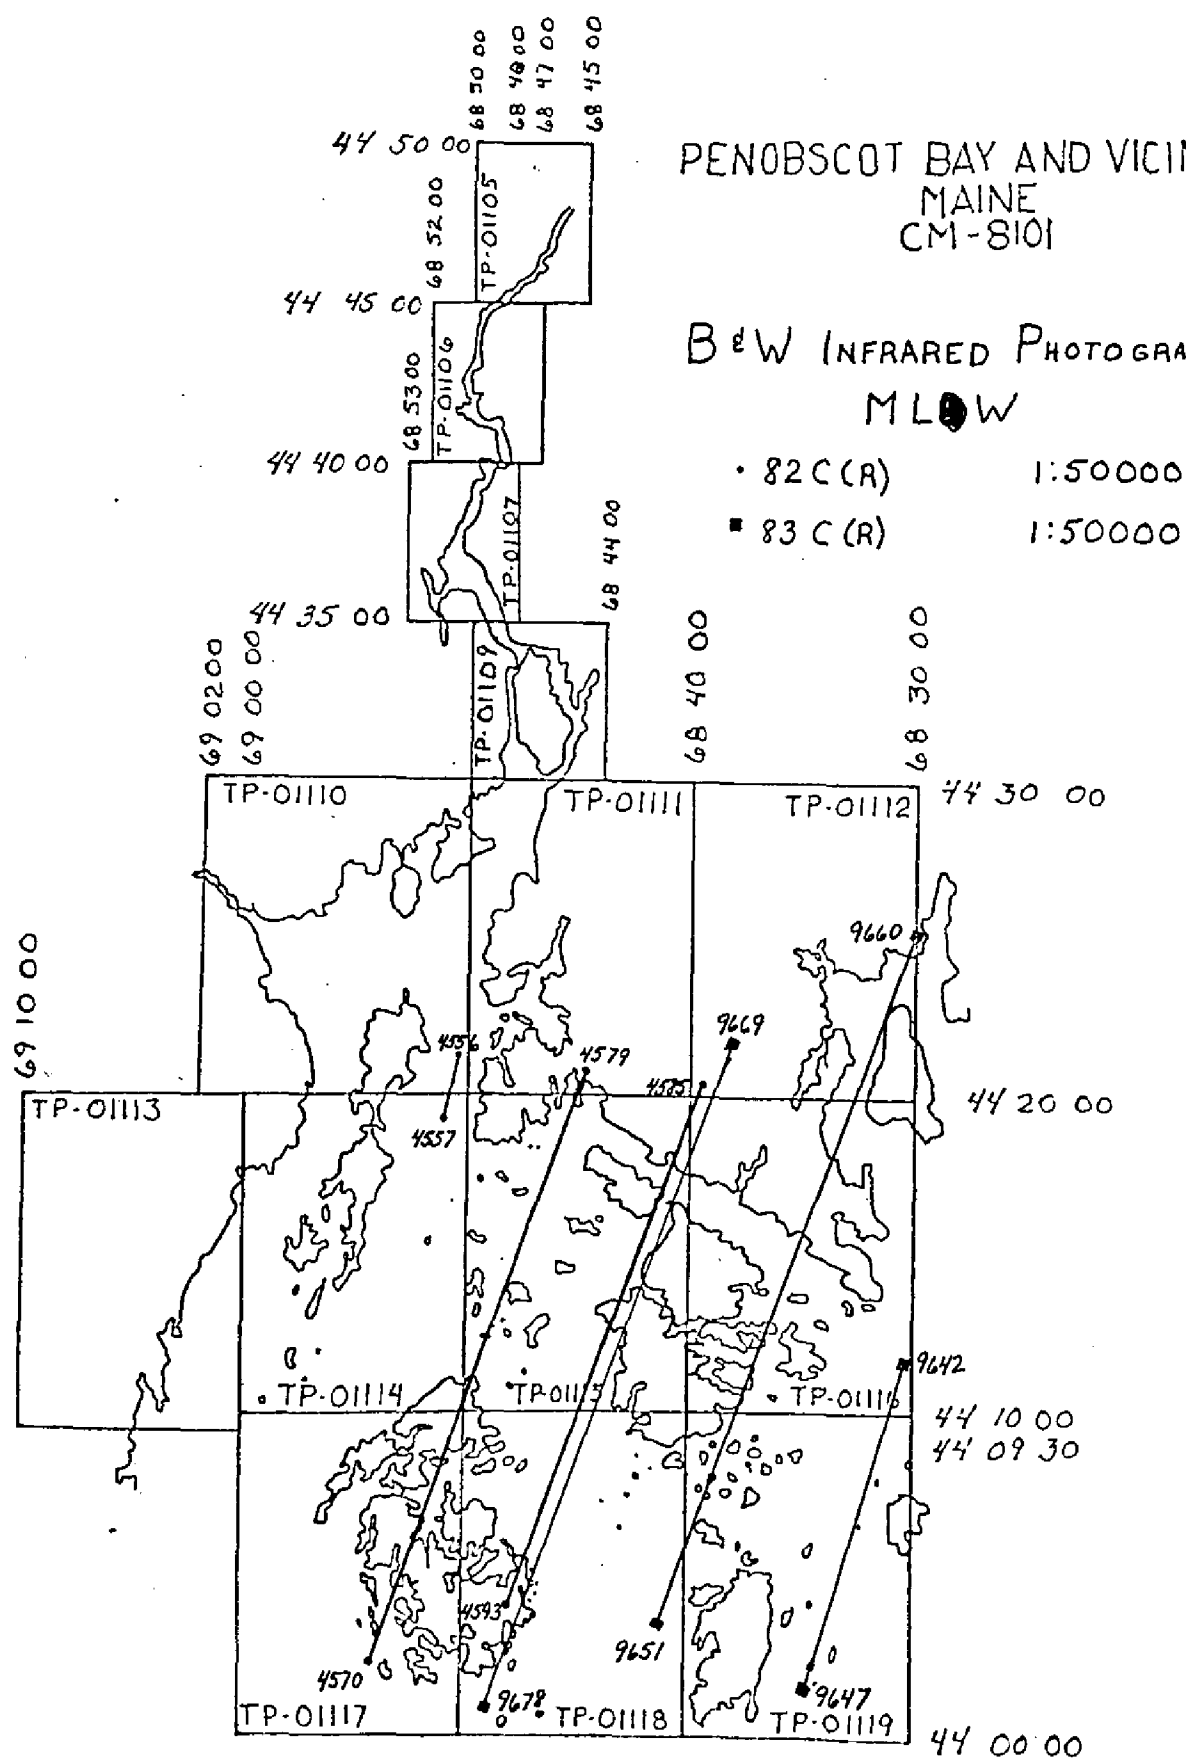 68 50 00
68 48 00
68 47 00
68 45 00
44 50 00
PENOBSCOT BAY AND VICI
MAINE
CM-8101
68 52 00
TP-01105
44 45 00
B & W INFRARED PHOTOGRA
68 53 00
TP-01106
44 40 00
• 82 C (R) 1:50000
TP-01107
■ 83 C (R) 1:50000
68 44 00
44 35 00
69 02 00
69 00 00
TP-01109
68 40 00
68 30 00
TP-01110
TP-01111
TP-01112
44 30 00
9660
69 10 00
4556
9669
4579
4585
TP-01113
44 20 00
4557
9642
TP-01114
TP-01115
TP-01116
44 10 00
44 09 30
4593
9651
4570
9678
9647
TP-01117
TP-01118
TP-01119
44 00 00